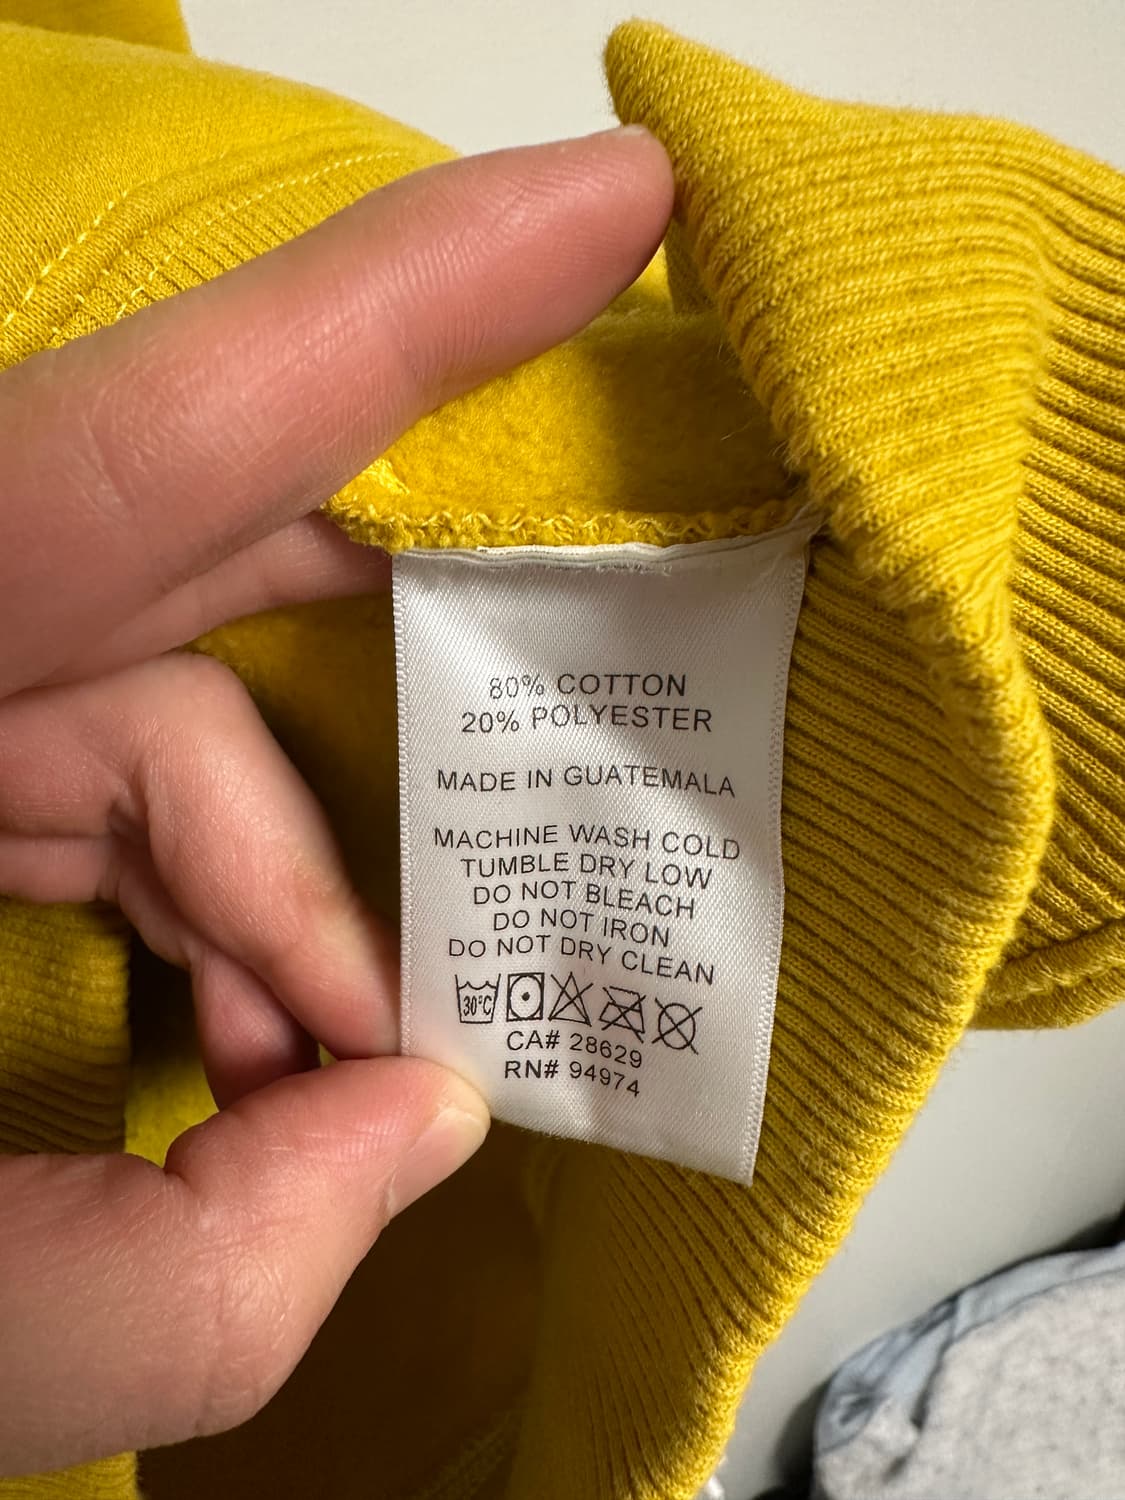 80% COTTON
20% POLYESTER
MADE IN GUATEMALA
MACHINE WASH COLD
TUMBLE DRY LOW
DO NOT BLEACH
DO NOT IRON
DO NOT DRY CLEAN
30°C
CA# 28629
RN# 94974